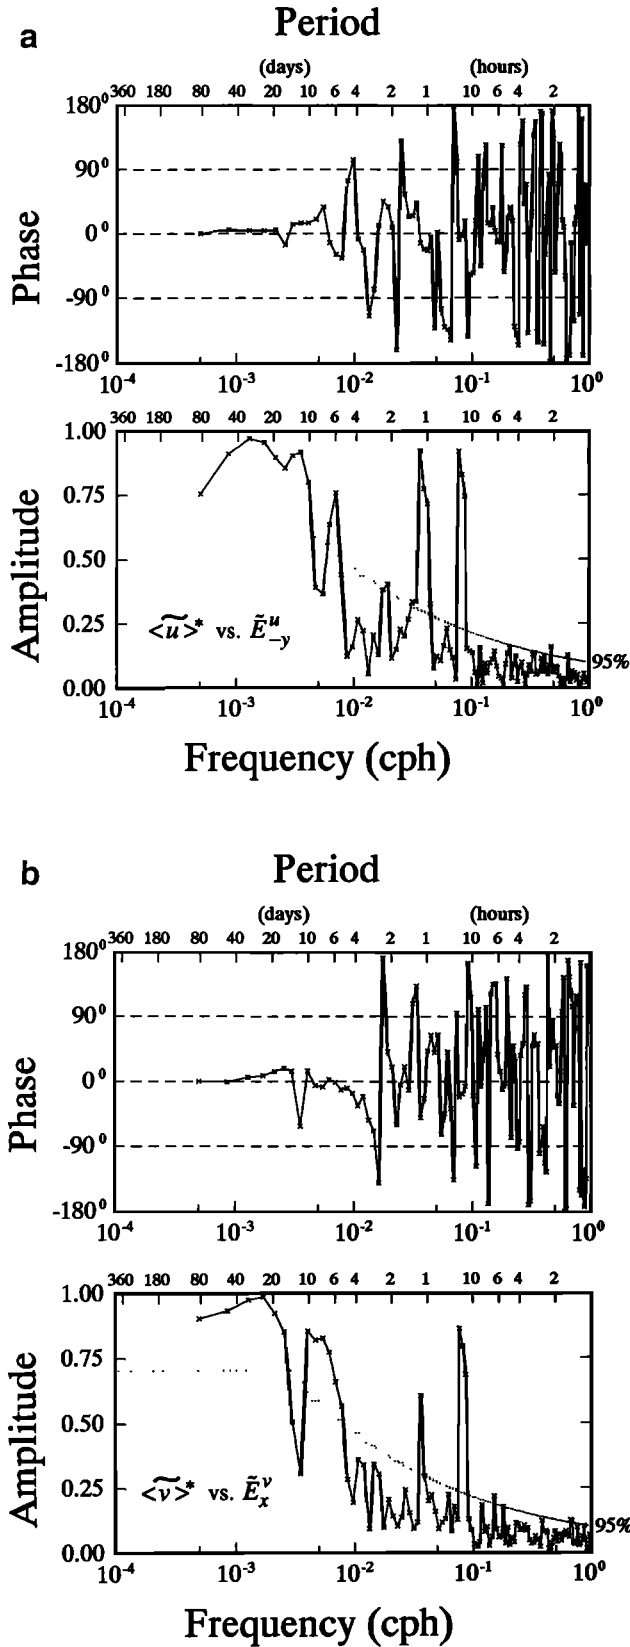 a
Period
(days) (hours)
360 180 80 40 20 10 6 4 2 1 10 6 4 2
180⁰
90⁰
0⁰
-90⁰
-180⁰
Phase
10⁻⁴ 10⁻³ 10⁻² 10⁻¹ 10⁰
360 180 80 40 20 10 6 4 2 1 10 6 4 2
1.00
0.75
0.50
0.25
0.00
Amplitude
<u>~* vs. Ẽᵘ₋y
95%
10⁻⁴ 10⁻³ 10⁻² 10⁻¹ 10⁰
Frequency (cph)
b
Period
(days) (hours)
360 180 80 40 20 10 6 4 2 1 10 6 4 2
180⁰
90⁰
0⁰
-90⁰
-180⁰
Phase
10⁻⁴ 10⁻³ 10⁻² 10⁻¹ 10⁰
360 180 80 40 20 10 6 4 2 1 10 6 4 2
1.00
0.75
0.50
0.25
0.00
Amplitude
<v>~* vs. Ẽᵛₓ
95%
10⁻⁴ 10⁻³ 10⁻² 10⁻¹ 10⁰
Frequency (cph)